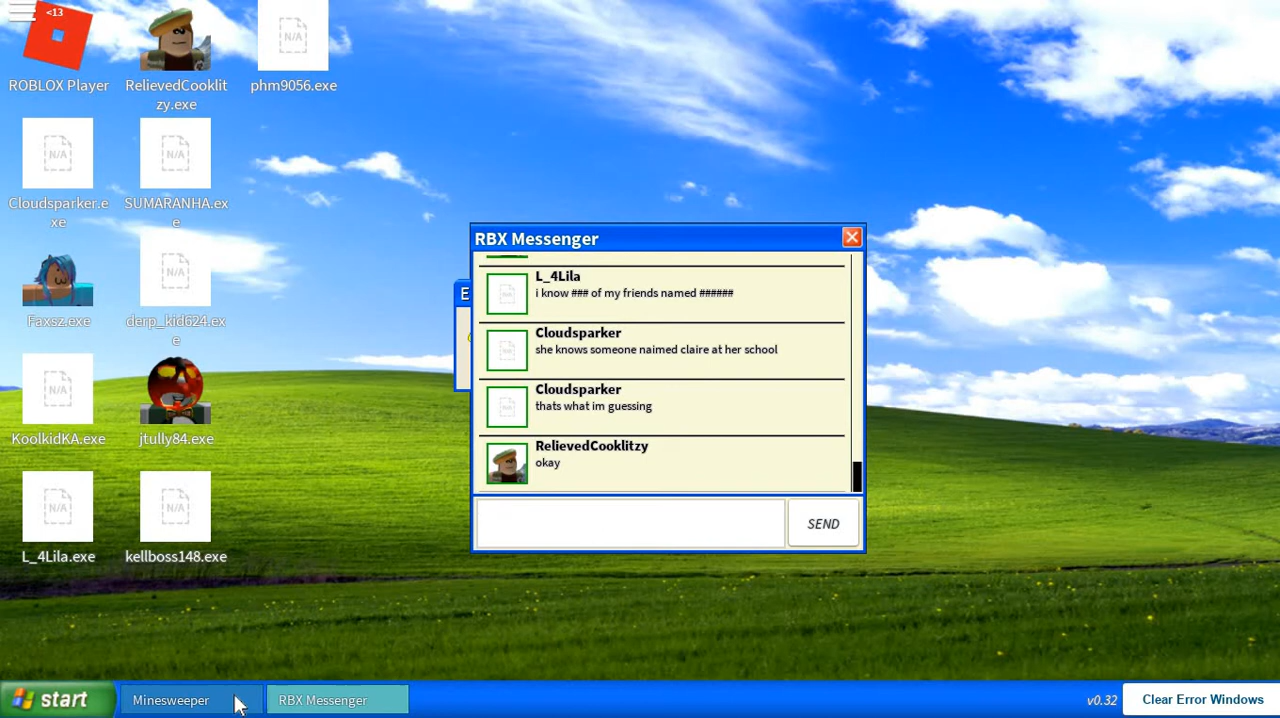 <13
ROBLOX Player
RelievedCooklit
zy.exe
phm9056.exe
N/A
Cloudsparker.e
xe
N/A
SUMARANHA.ex
e
N/A
Faxsz.exe
derp_kid624.ex
e
N/A
KoolkidKA.exe
N/A
jtully84.exe
L_4Lila.exe
N/A
kellboss148.exe
N/A
E
RBX Messenger
L_4Lila
i know ### of my friends named ######
Cloudsparker
she knows someone naimed claire at her school
Cloudsparker
thats what im guessing
RelievedCooklitzy
okay
SEND
start
Minesweeper
RBX Messenger
v0.32
Clear Error Windows